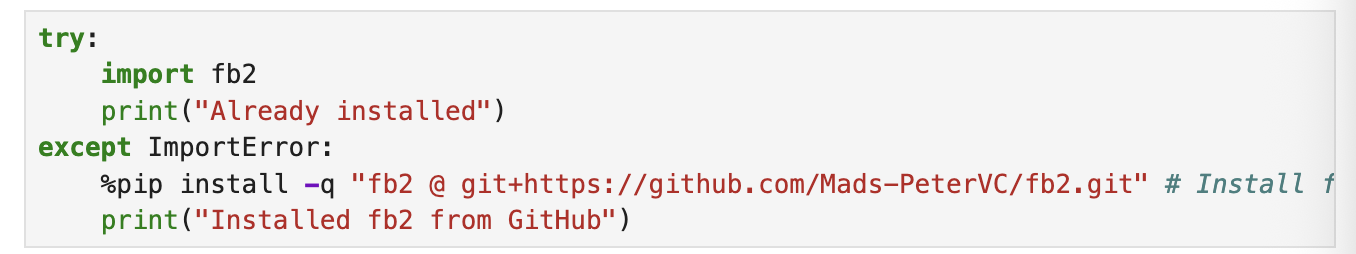 try:
    import fb2
    print("Already installed")
except ImportError:
    %pip install -q "fb2 @ git+https://github.com/Mads-PeterVC/fb2.git" # Install
    print("Installed fb2 from GitHub")